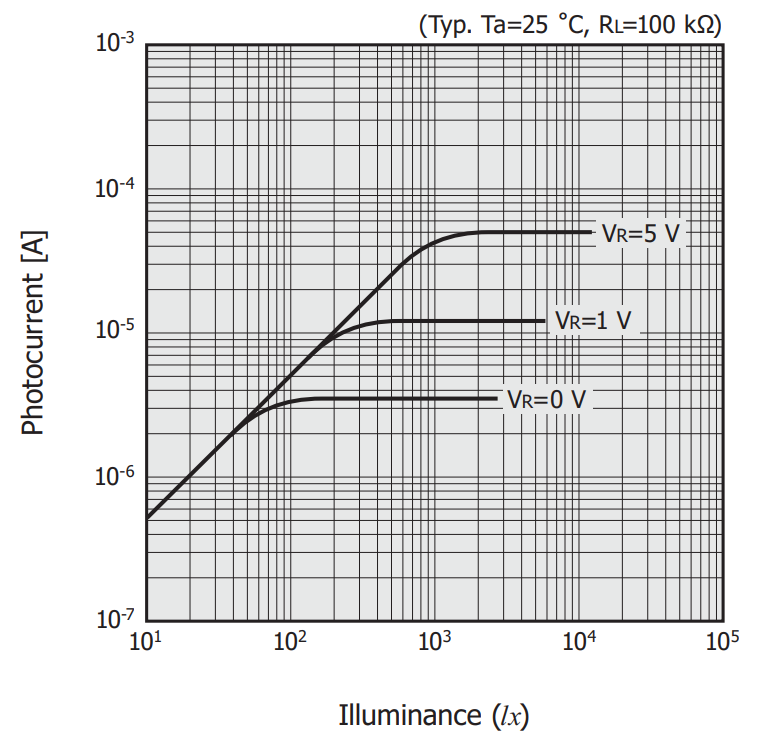 (Typ. Ta=25 °C, RL=100 kΩ)
10-3
10-4
10-5
10-6
10-7
Photocurrent [A]
VR=5 V
VR=1 V
VR=0 V
101 102 103 104 105
Illuminance (lx)